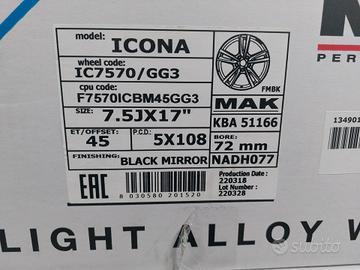 model: ICONA
wheel code:
IC7570/GG3
cpu code:
F7570ICBM45GG3
FMBK
SIZE: 7.5JX17"
MAK
KBA 51166
ET/OFFSET: 45
P.C.D. 5X108
BORE: 72 mm
FINISHING: BLACK MIRROR
NADH077
EAC
8 030580 201520
Production Date :
220318
Lot Number :
220328
PER
13490
LIGHT ALLOY W
subito